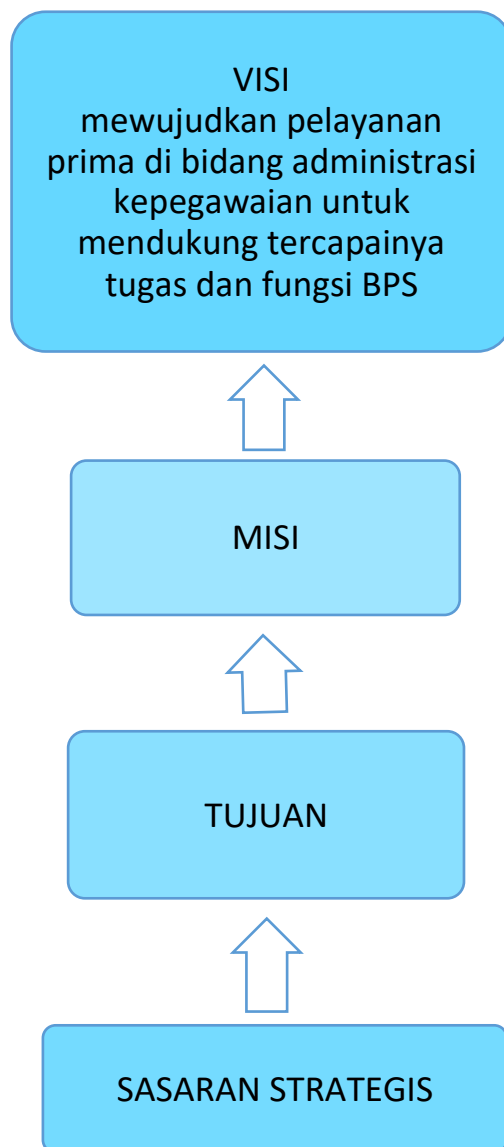 VISI
mewujudkan pelayanan
prima di bidang administrasi
kepegawaian untuk
mendukung tercapainya
tugas dan fungsi BPS
MISI
TUJUAN
SASARAN STRATEGIS